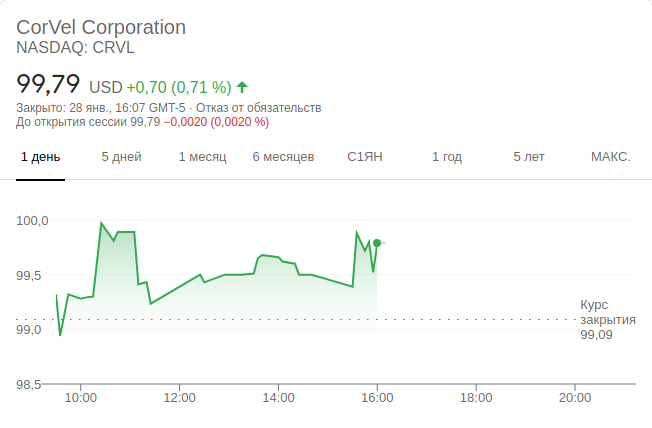 CorVel Corporation
NASDAQ: CRVL
99,79 USD +0,70 (0,71 %)
Закрыто: 28 янв., 16:07 GMT-5 · Отказ от обязательств
До открытия сессии 99,79 −0,0020 (0,0020 %)
1 день 5 дней 1 месяц 6 месяцев С1ЯН 1 год 5 лет МАКС.
100,0
99,5
99,0
98,5
Курс
закрытия
99,09
10:00 12:00 14:00 16:00 18:00 20:00